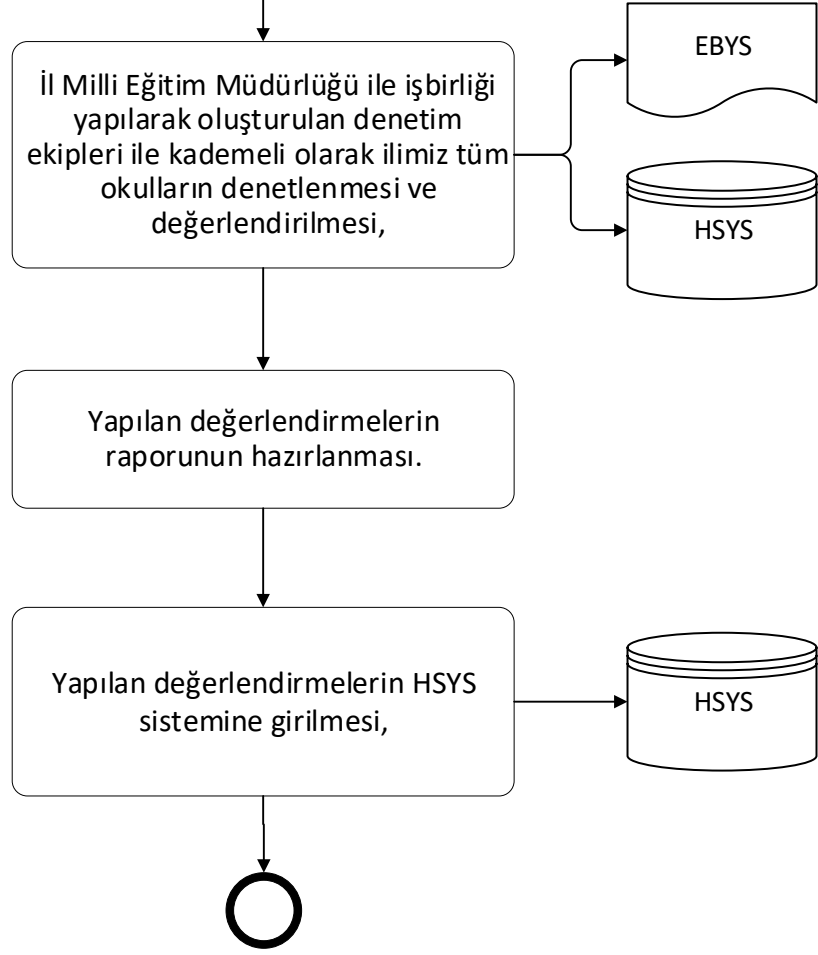 İl Milli Eğitim Müdürlüğü ile işbirliği
yapılarak oluşturulan denetim
ekipleri ile kademeli olarak ilimiz tüm
okulların denetlenmesi ve
değerlendirilmesi,
EBYS
HSYS
Yapılan değerlendirmelerin
raporunun hazırlanması.
Yapılan değerlendirmelerin HSYS
sistemine girilmesi,
HSYS